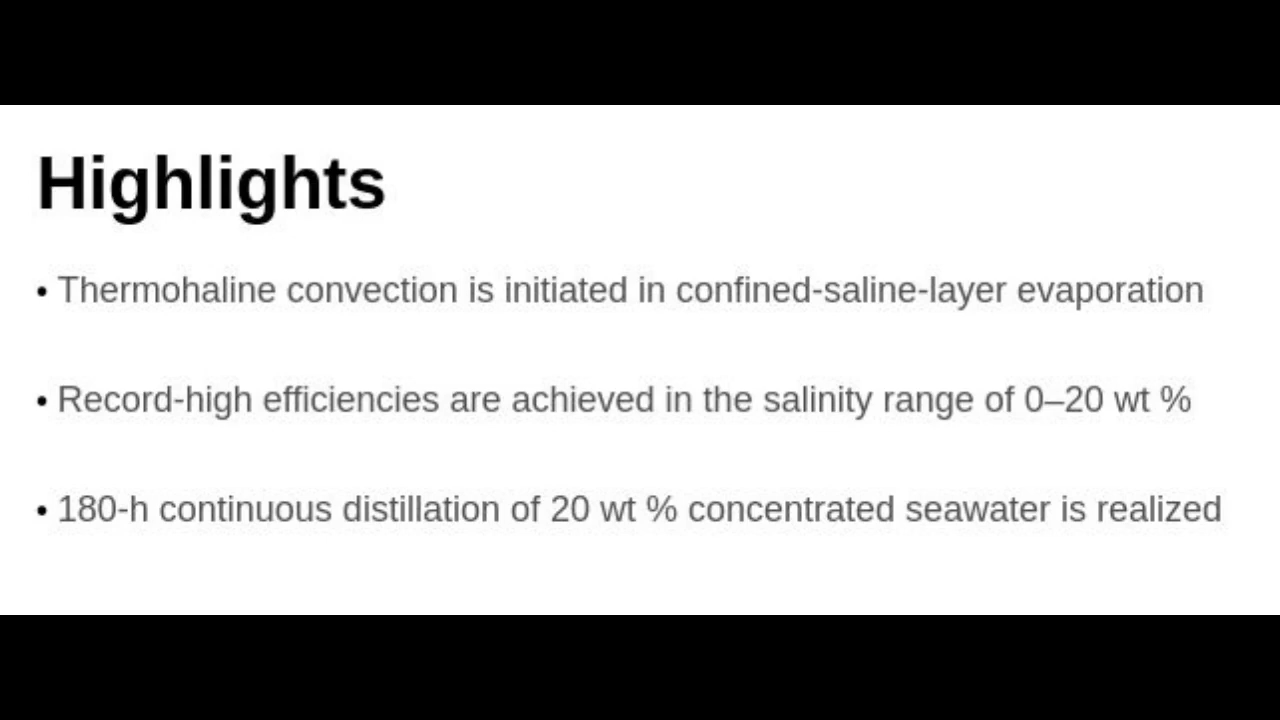 Highlights
• Thermohaline convection is initiated in confined-saline-layer evaporation
• Record-high efficiencies are achieved in the salinity range of 0–20 wt %
• 180-h continuous distillation of 20 wt % concentrated seawater is realized